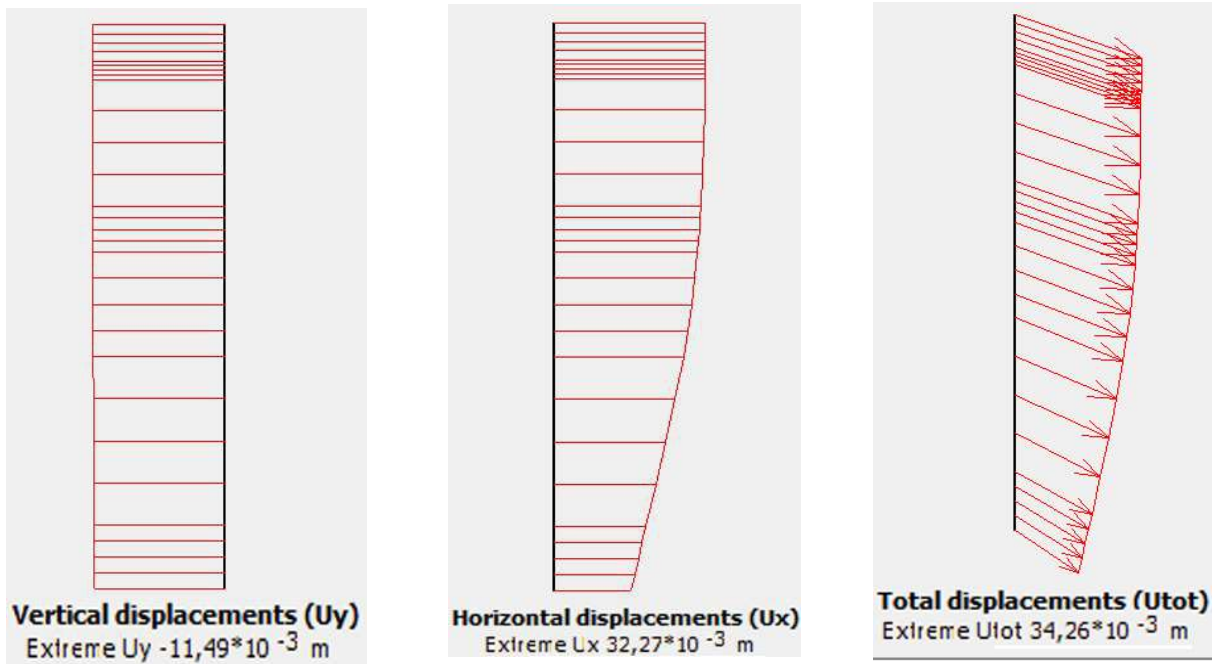 Vertical displacements (Uy)
Extreme Uy -11,49*10 -3 m
Horizontal displacements (Ux)
Extreme Ux 32,27*10 -3 m
Total displacements (Utot)
Extreme Utot 34,26*10 -3 m